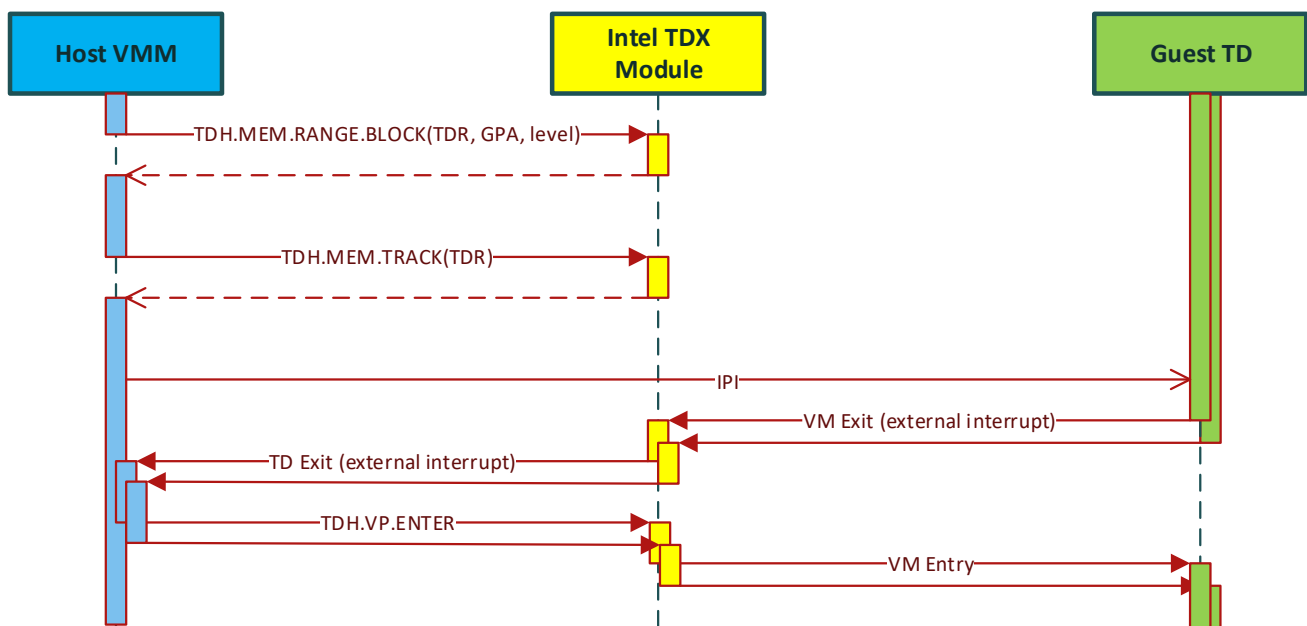 Host VMM
Intel TDX
Module
Guest TD
TDH.MEM.RANGE.BLOCK(TDR, GPA, level)
TDH.MEM.TRACK(TDR)
IPI
VM Exit (external interrupt)
TD Exit (external interrupt)
TDH.VP.ENTER
VM Entry